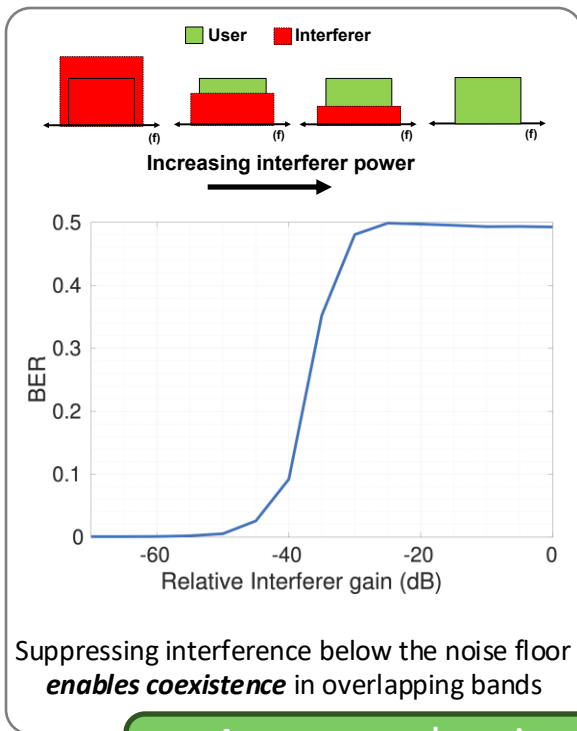 User Interferer
(f) (f) (f) (f)
Increasing interferer power
0.5
0.4
0.3
0.2
0.1
0
BER
-60 -40 -20 0
Relative Interferer gain (dB)
Suppressing interference below the noise floor
enables coexistence in overlapping bands